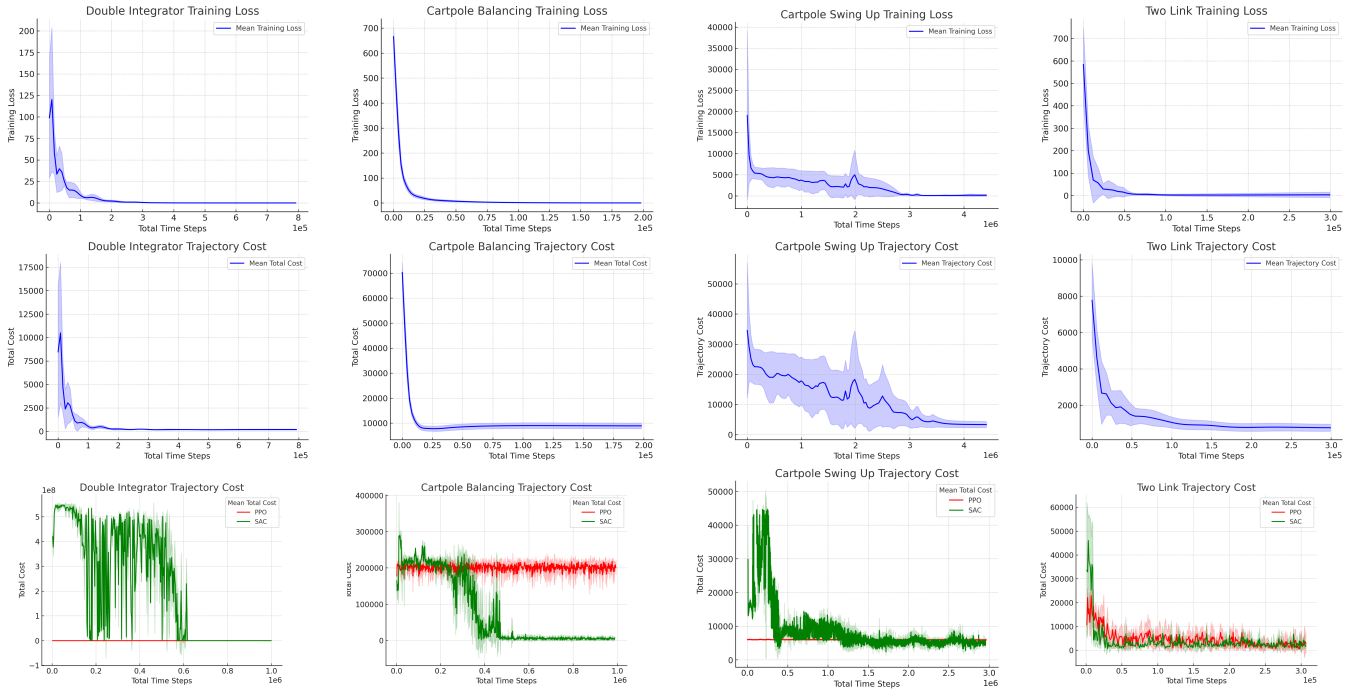 Double Integrator Training Loss
Mean Training Loss
Training Loss
200
175
150
125
100
75
50
25
0
0 1 2 3 4 5 6 7 8
1e5
Total Time Steps
Cartpole Balancing Training Loss
Mean Training Loss
Training Loss
700
600
500
400
300
200
100
0
0.00 0.25 0.50 0.75 1.00 1.25 1.50 1.75 2.00
1e5
Total Time Steps
Cartpole Swing Up Training Loss
Mean Training Loss
Training Loss
40000
35000
30000
25000
20000
15000
10000
5000
0
0 1 2 3 4
1e6
Total Time Steps
Two Link Training Loss
Mean Training Loss
Training Loss
700
600
500
400
300
200
100
0
0.0 0.5 1.0 1.5 2.0 2.5 3.0
1e5
Total Time Steps
Double Integrator Trajectory Cost
Mean Total Cost
Total Cost
17500
15000
12500
10000
7500
5000
2500
0
0 1 2 3 4 5 6 7 8
1e5
Total Time Steps
Cartpole Balancing Trajectory Cost
Mean Total Cost
Total Cost
70000
60000
50000
40000
30000
20000
10000
0.00 0.25 0.50 0.75 1.00 1.25 1.50 1.75 2.00
1e5
Total Time Steps
Cartpole Swing Up Trajectory Cost
Mean Trajectory Cost
Trajectory Cost
50000
40000
30000
20000
10000
0
0 1 2 3 4
1e6
Total Time Steps
Two Link Trajectory Cost
Mean Trajectory Cost
Trajectory Cost
10000
8000
6000
4000
2000
0
0.0 0.5 1.0 1.5 2.0 2.5 3.0
1e5
Total Time Steps
Double Integrator Trajectory Cost
1e8
Mean Total Cost
PPO
SAC
Total Cost
5
4
3
2
1
0
−1
0.0 0.2 0.4 0.6 0.8 1.0
1e6
Total Time Steps
Cartpole Balancing Trajectory Cost
Mean Total Cost
PPO
SAC
Total Cost
400000
300000
200000
100000
0
0.0 0.2 0.4 0.6 0.8 1.0
1e6
Total Time Steps
Cartpole Swing Up Trajectory Cost
Mean Total Cost
PPO
SAC
Total Cost
50000
40000
30000
20000
10000
0
0.0 0.5 1.0 1.5 2.0 2.5 3.0
1e6
Total Time Steps
Two Link Trajectory Cost
Mean Total Cost
PPO
SAC
Total Cost
70000
60000
50000
40000
30000
20000
10000
0
0.0 0.5 1.0 1.5 2.0 2.5 3.0
1e5
Total Time Steps